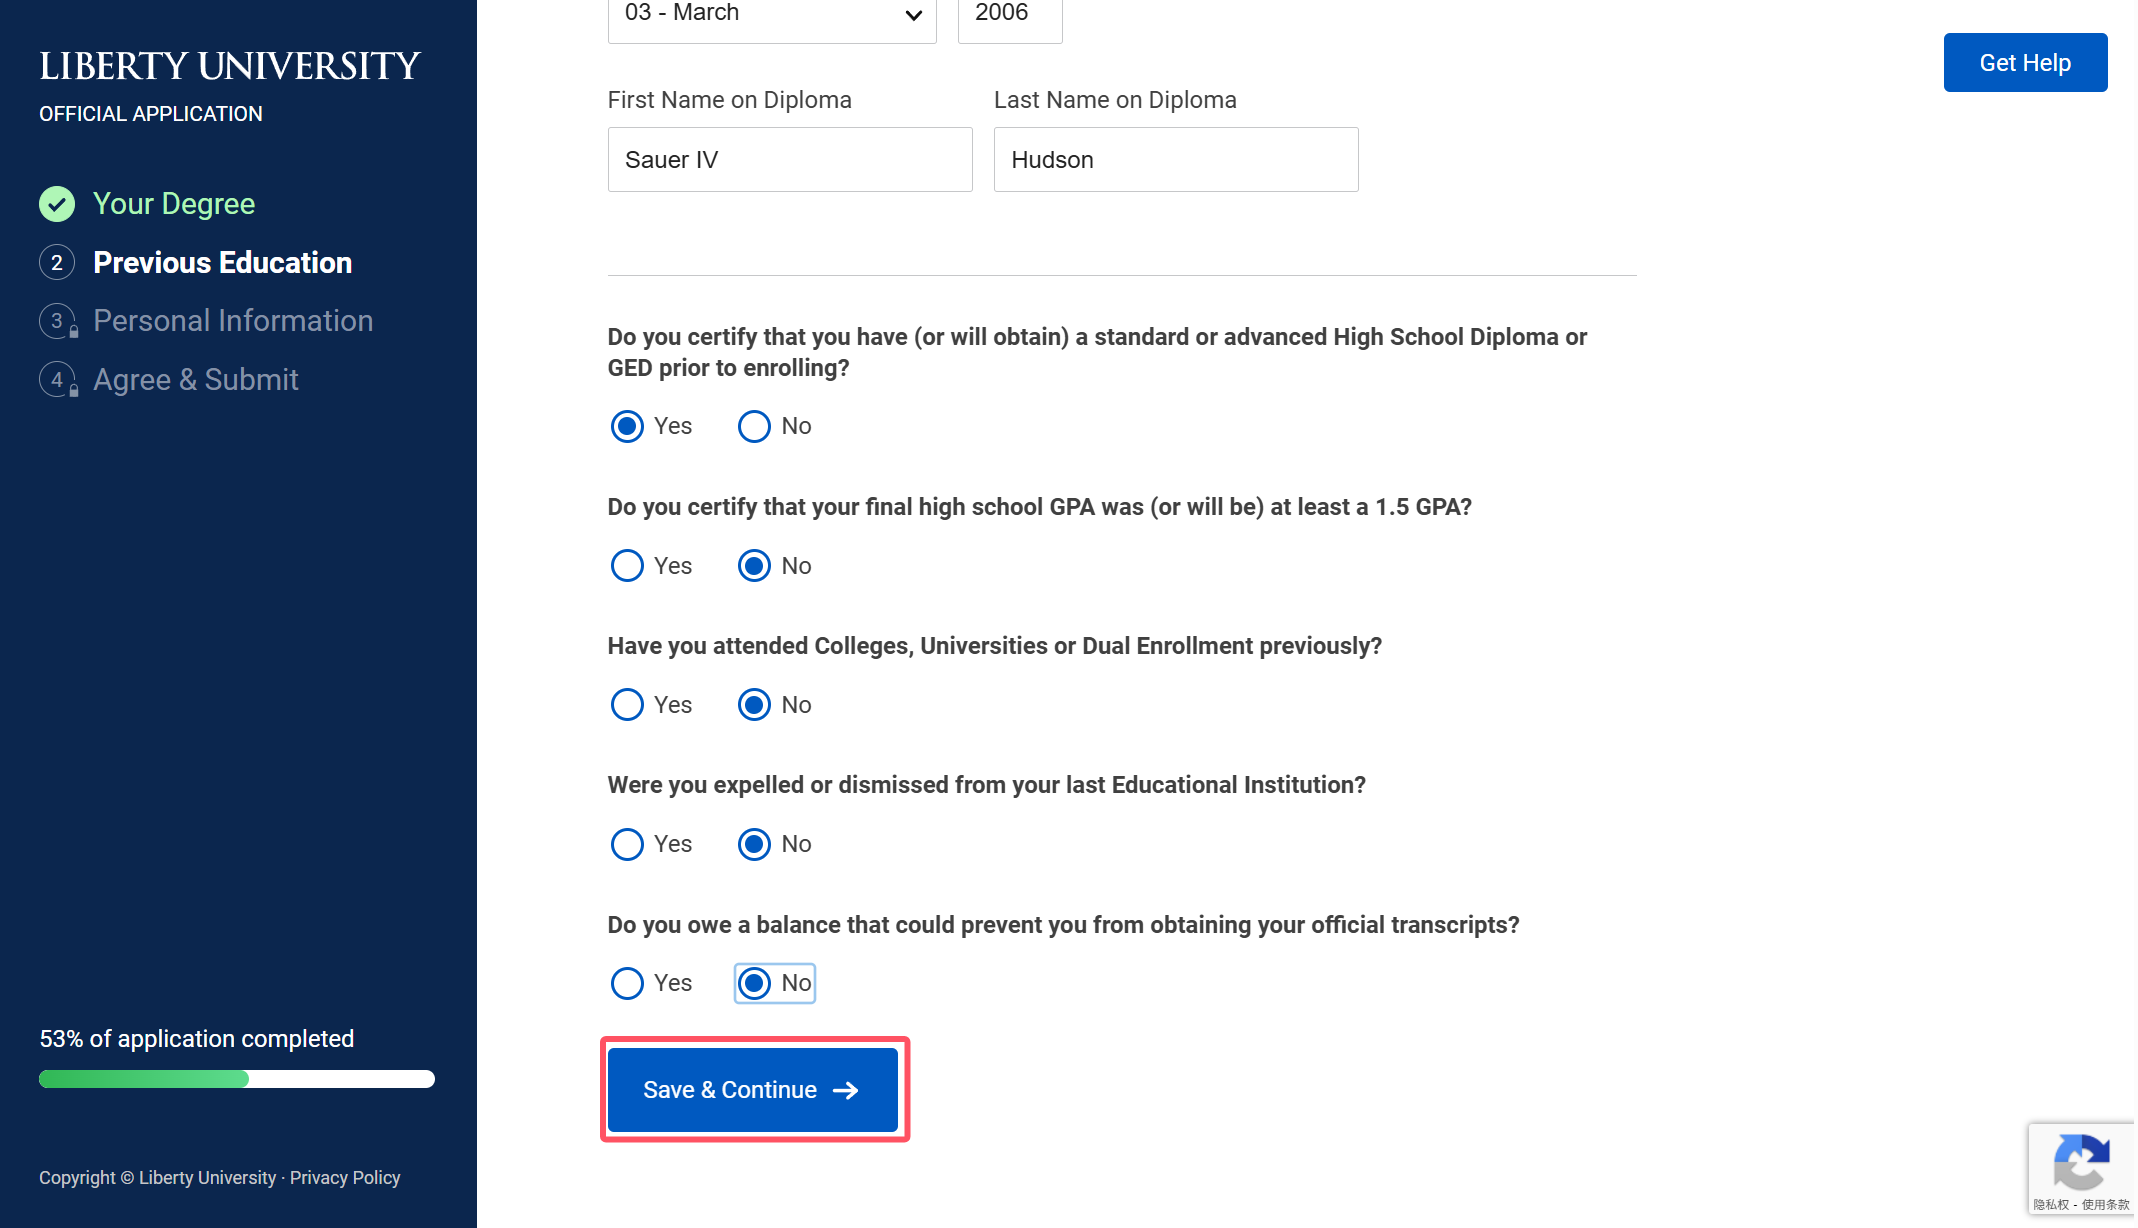 LIBERTY UNIVERSITY
OFFICIAL APPLICATION
Your Degree
2 Previous Education
3 Personal Information
4 Agree & Submit
53% of application completed
Copyright © Liberty University · Privacy Policy
03 - March 2006
First Name on Diploma Last Name on Diploma
Sauer IV Hudson
Do you certify that you have (or will obtain) a standard or advanced High School Diploma or
GED prior to enrolling?
Yes No
Do you certify that your final high school GPA was (or will be) at least a 1.5 GPA?
Yes No
Have you attended Colleges, Universities or Dual Enrollment previously?
Yes No
Were you expelled or dismissed from your last Educational Institution?
Yes No
Do you owe a balance that could prevent you from obtaining your official transcripts?
Yes No
Save & Continue
Get Help
隐私权 - 使用条款